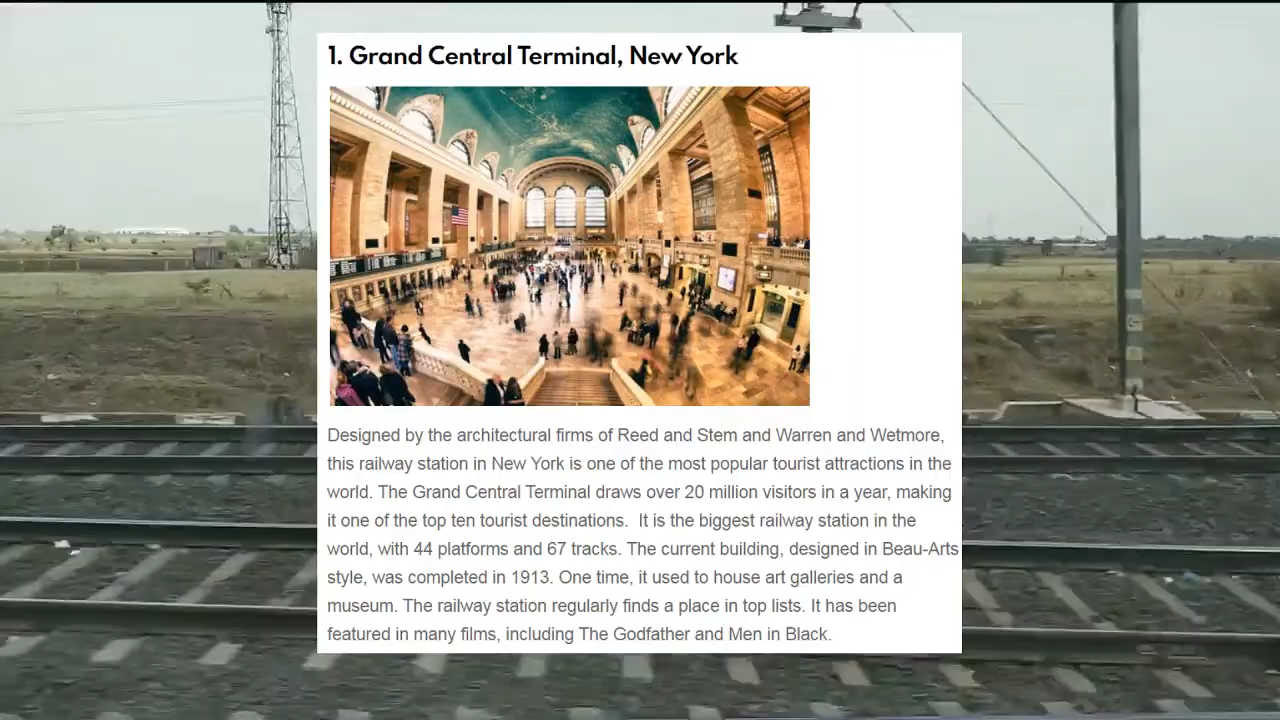 1. Grand Central Terminal, New York
Designed by the architectural firms of Reed and Stem and Warren and Wetmore,
this railway station in New York is one of the most popular tourist attractions in the
world. The Grand Central Terminal draws over 20 million visitors in a year, making
it one of the top ten tourist destinations.  It is the biggest railway station in the
world, with 44 platforms and 67 tracks. The current building, designed in Beau-Arts
style, was completed in 1913. One time, it used to house art galleries and a
museum. The railway station regularly finds a place in top lists. It has been
featured in many films, including The Godfather and Men in Black.